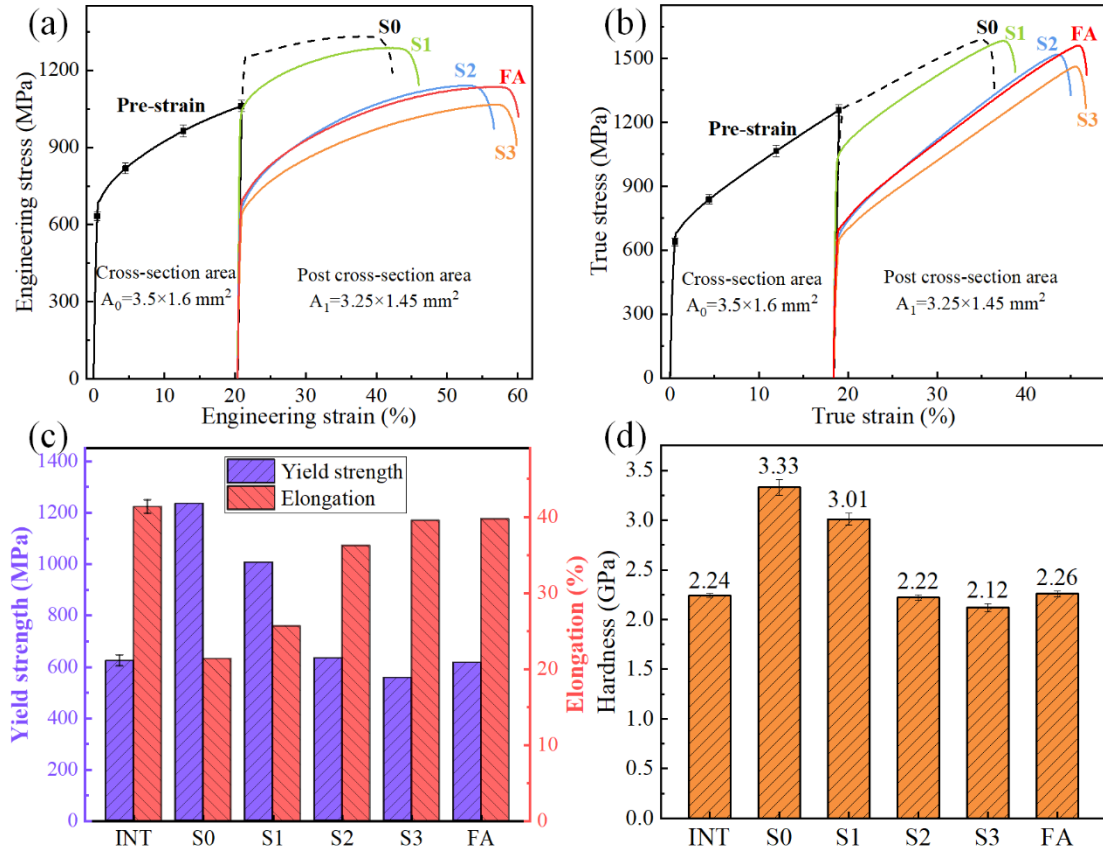 (a)
S0
S1
S2
FA
S3
Pre-strain
Cross-section area
A₀=3.5×1.6 mm²
Post cross-section area
A₁=3.25×1.45 mm²
Engineering stress (MPa)
1200
900
600
300
0
0 10 20 30 40 50 60
Engineering strain (%)
(b)
S0
S1
S2
FA
S3
Pre-strain
Cross-section area
A₀=3.5×1.6 mm²
Post cross-section area
A₁=3.25×1.45 mm²
True stress (MPa)
1500
1200
900
600
300
0
0 10 20 30 40
True strain (%)
(c)
Yield strength
Elongation
Yield strength (MPa)
1400
1200
1000
800
600
400
200
0
Elongation (%)
50
40
30
20
10
0
INT S0 S1 S2 S3 FA
(d)
Hardness (GPa)
3.5
3.0
2.5
2.0
1.5
1.0
0.5
0.0
2.24 3.33 3.01 2.22 2.12 2.26
INT S0 S1 S2 S3 FA